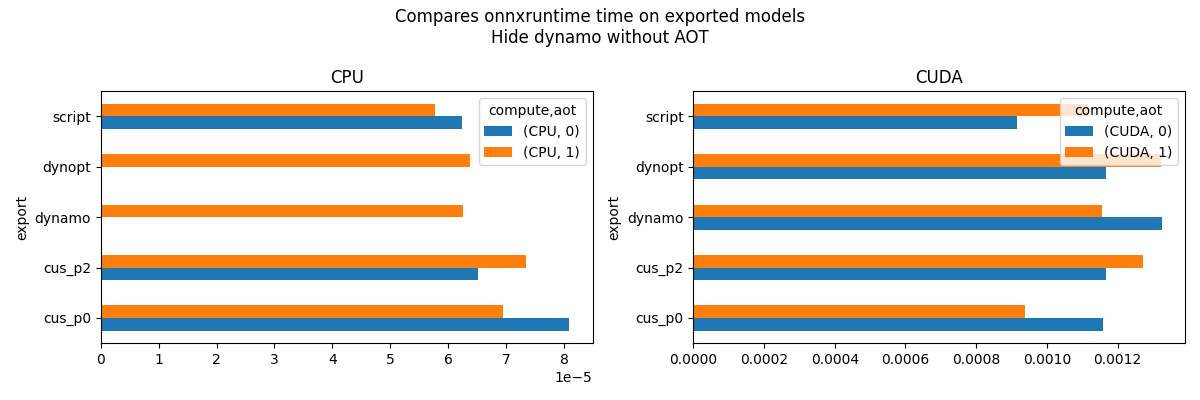 Compares onnxruntime time on exported models
Hide dynamo without AOT
CPU
export
script
dynopt
dynamo
cus_p2
cus_p0
compute,aot
(CPU, 0)
(CPU, 1)
0 1 2 3 4 5 6 7 8
1e−5
CUDA
export
script
dynopt
dynamo
cus_p2
cus_p0
compute,aot
(CUDA, 0)
(CUDA, 1)
0.0000 0.0002 0.0004 0.0006 0.0008 0.0010 0.0012